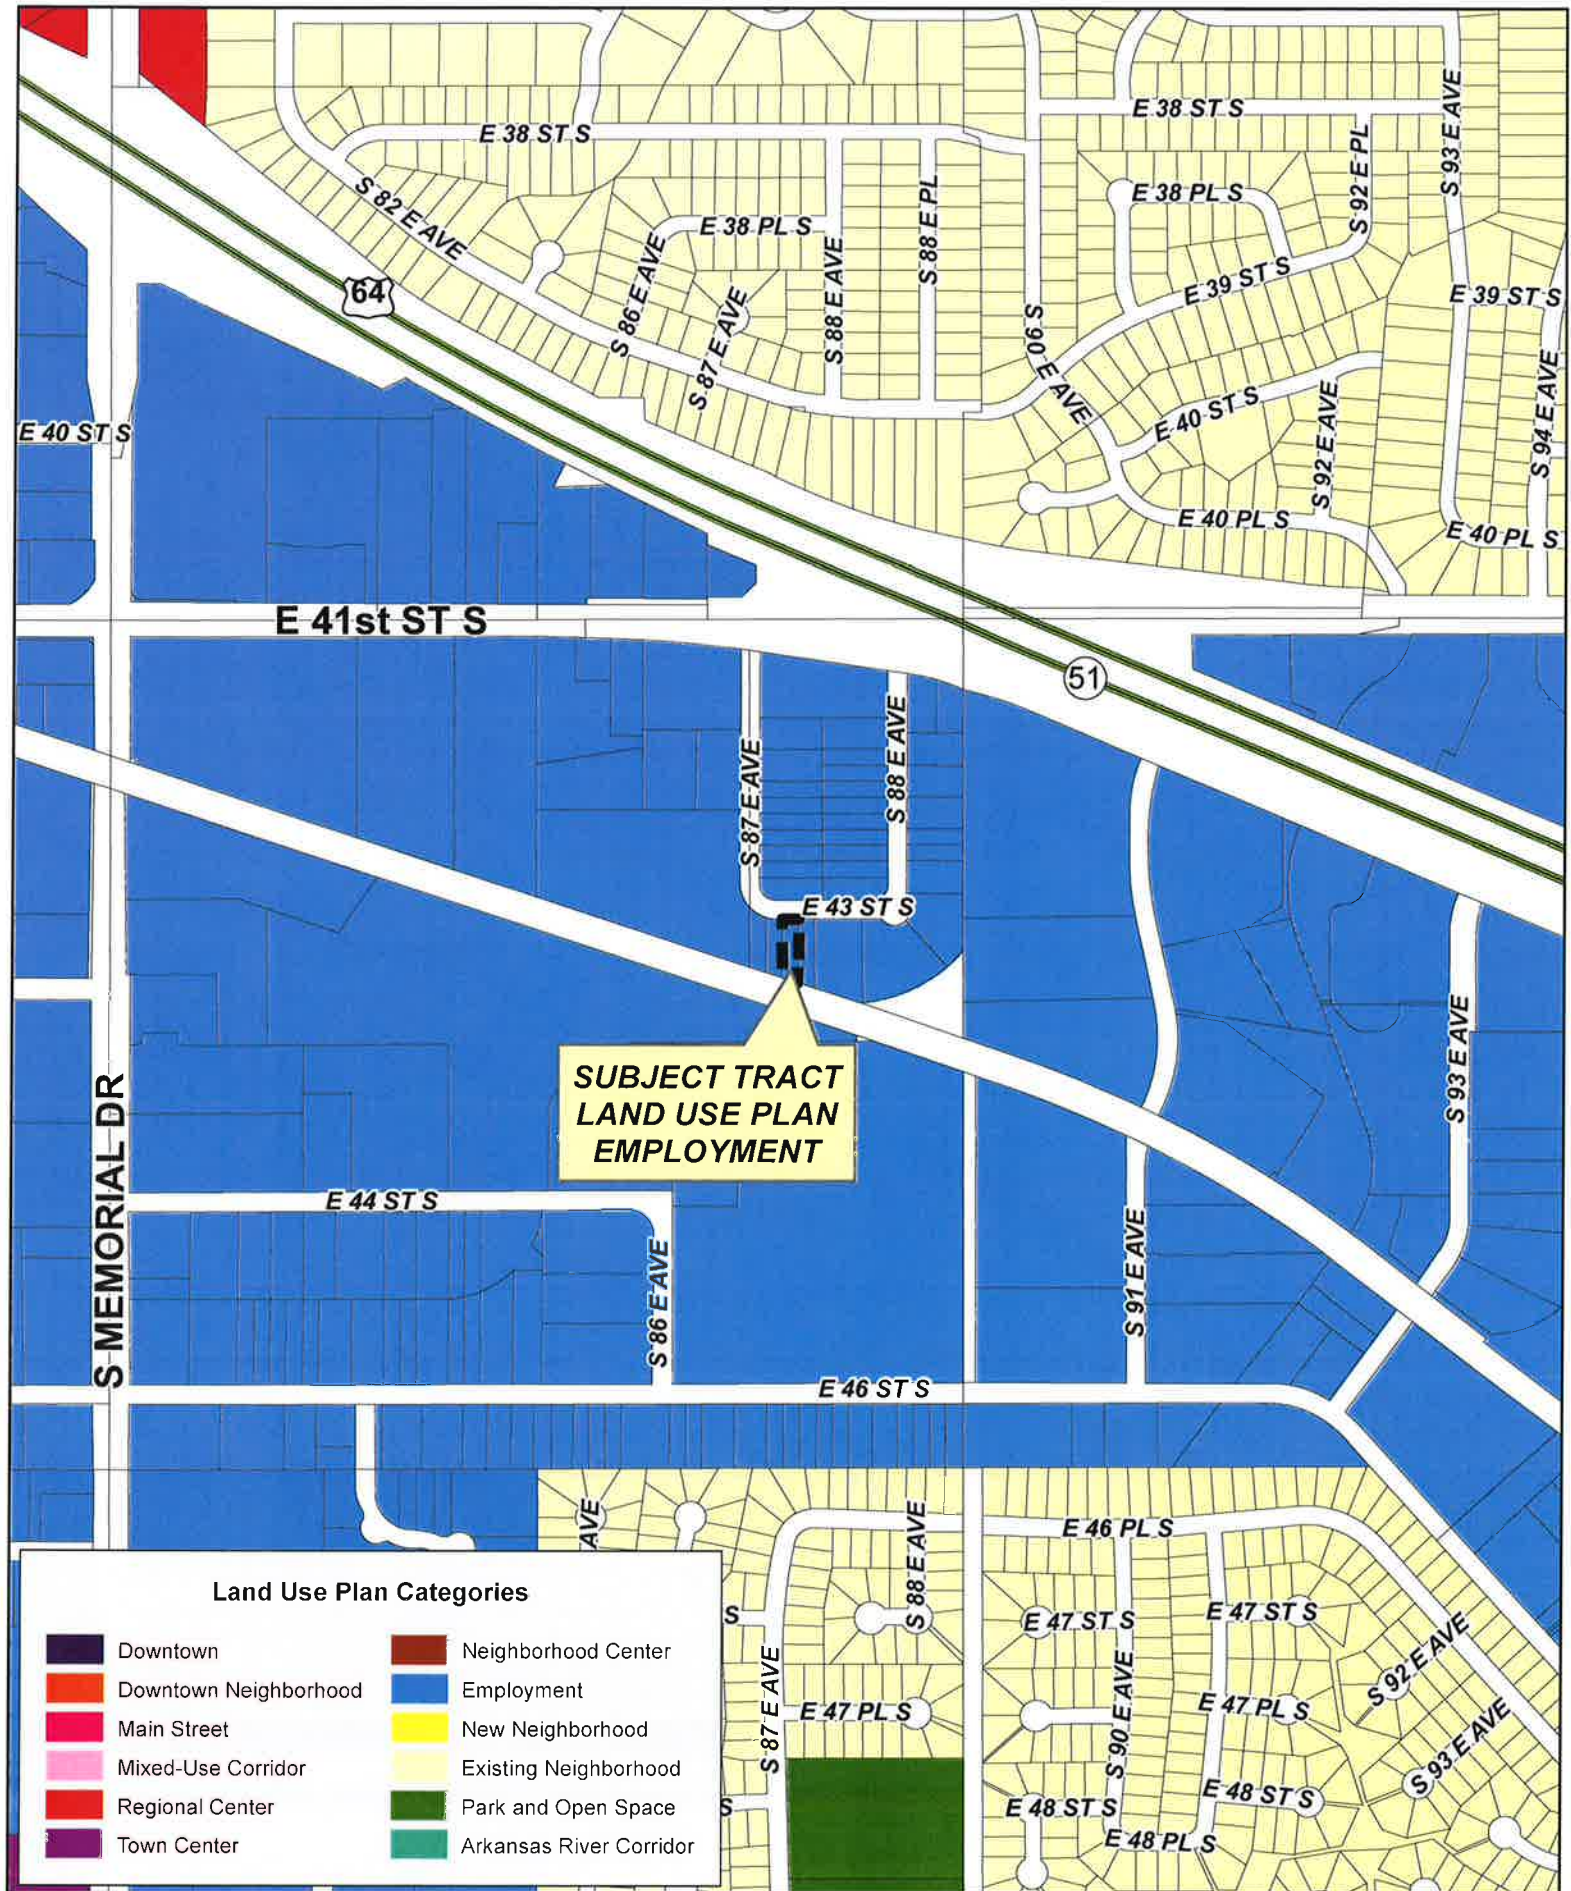 E 38 ST S
E 38 ST S
S 93 E AVE
S 82 E AVE
E 38 PL S
S 88 E PL
E 38 PL S
S 92 E PL
S 86 E AVE
S 87 E AVE
S 88 E AVE
E 39 ST S
E 39 ST S
64
S 90 E AVE
E 40 ST S
E 40 ST S
S 92 E AVE
S 94 E AVE
E 40 PL S
E 40 PL S
E 41st ST S
51
S 87 E AVE
S 88 E AVE
E 43 ST S
SUBJECT TRACT
LAND USE PLAN
EMPLOYMENT
S 93 E AVE
S MEMORIAL DR
E 44 ST S
S 86 E AVE
S 91 E AVE
E 46 ST S
AVE
S 88 E AVE
E 46 PL S
S
E 47 ST S
E 47 ST S
S 92 E AVE
S 87 E AVE
E 47 PL S
S 90 E AVE
E 47 PL S
S 93 E AVE
S
E 48 ST S
E 48 ST S
E 48 PL S
Land Use Plan Categories
Downtown
Downtown Neighborhood
Main Street
Mixed-Use Corridor
Regional Center
Town Center
Neighborhood Center
Employment
New Neighborhood
Existing Neighborhood
Park and Open Space
Arkansas River Corridor